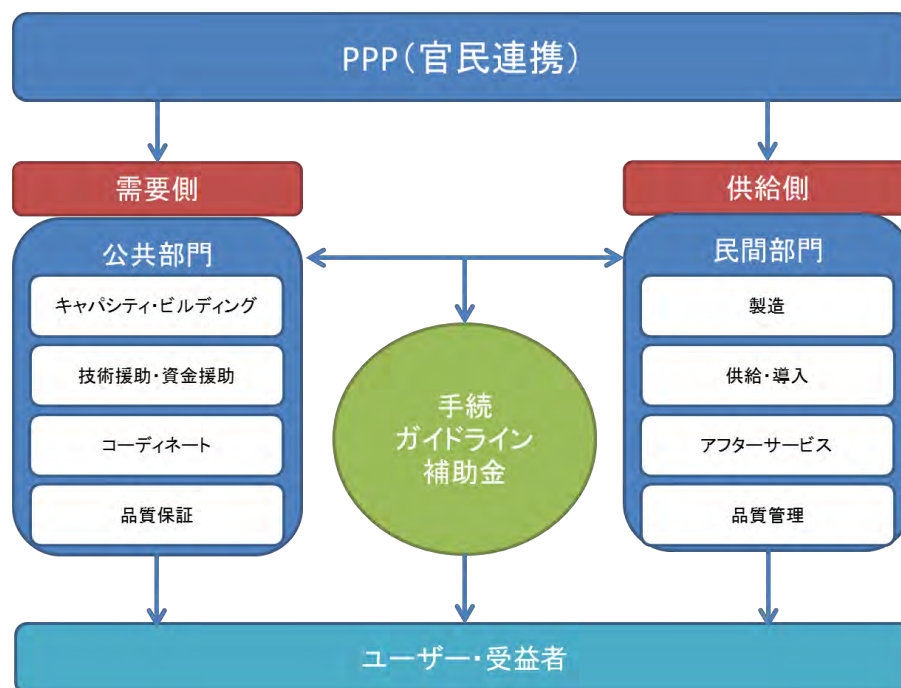 PPP(官民連携)
需要側
供給側
公共部門
キャパシティ・ビルディング
技術援助・資金援助
コーディネート
品質保証
手続
ガイドライン
補助金
民間部門
製造
供給・導入
アフターサービス
品質管理
ユーザー・受益者